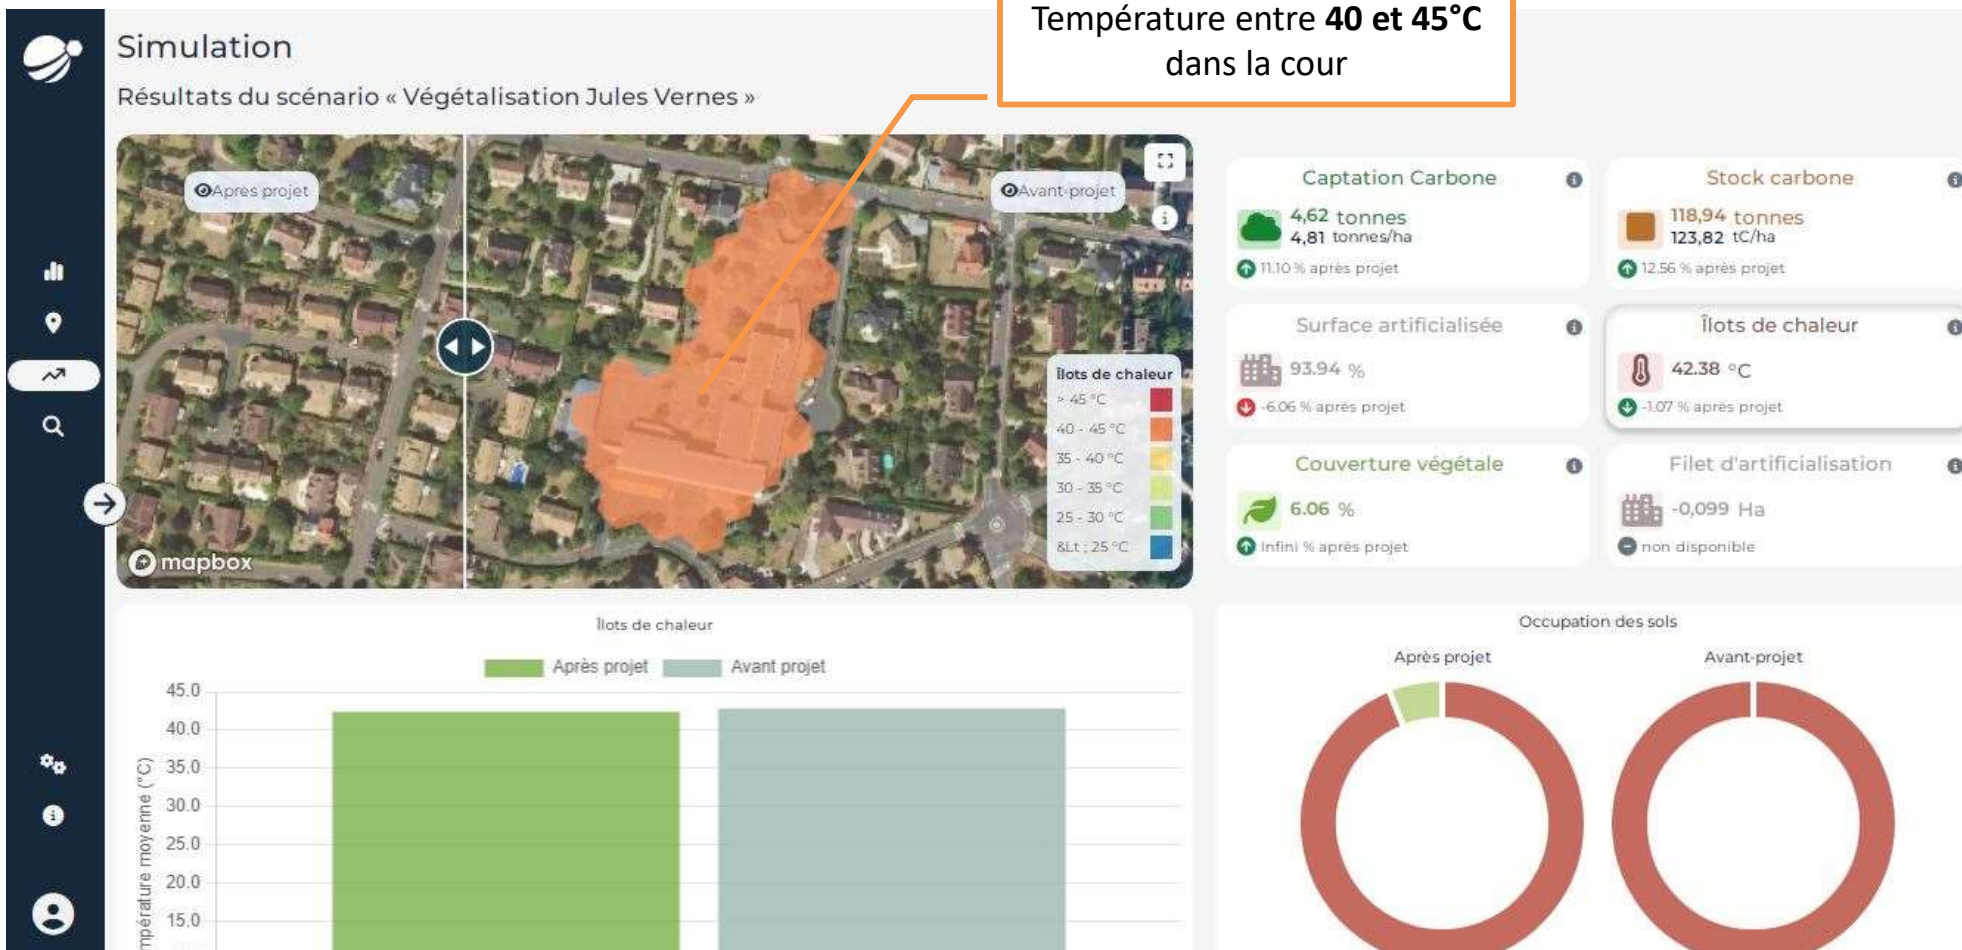 Température entre 40 et 45°C
dans la cour
Simulation
Résultats du scénario « Végétalisation Jules Vernes »
Après projet
Avant-projet
Îlots de chaleur
> 45 °C
40 - 45 °C
35 - 40 °C
30 - 35 °C
25 - 30 °C
&Lt ; 25 °C
mapbox
Captation Carbone
4,62 tonnes
4,81 tonnes/ha
11.10 % après projet
Stock carbone
118,94 tonnes
123,82 tC/ha
12.56 % après projet
Surface artificialisée
93.94 %
-6.06 % après projet
Îlots de chaleur
42.38 °C
-1.07 % après projet
Couverture végétale
6.06 %
Infini % après projet
Filet d'artificialisation
-0,099 Ha
non disponible
Îlots de chaleur
Après projet
Avant projet
45.0
40.0
35.0
30.0
25.0
20.0
15.0
Occupation des sols
Après projet
Avant-projet